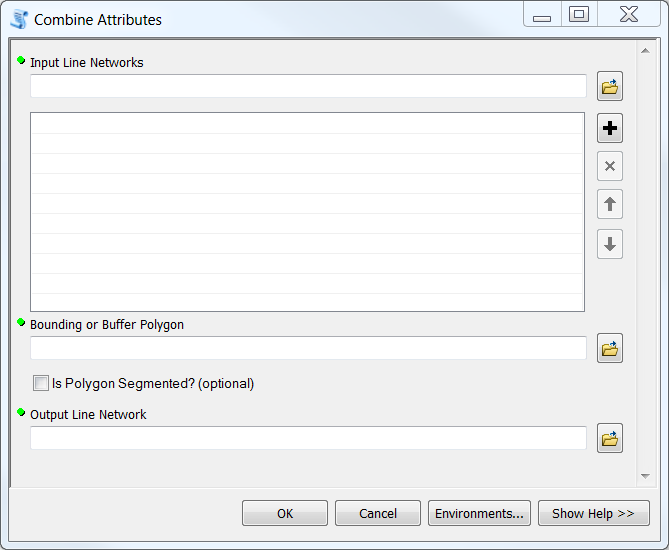 Combine Attributes
Input Line Networks
Bounding or Buffer Polygon
Is Polygon Segmented? (optional)
Output Line Network
OK Cancel Environments... Show Help >>